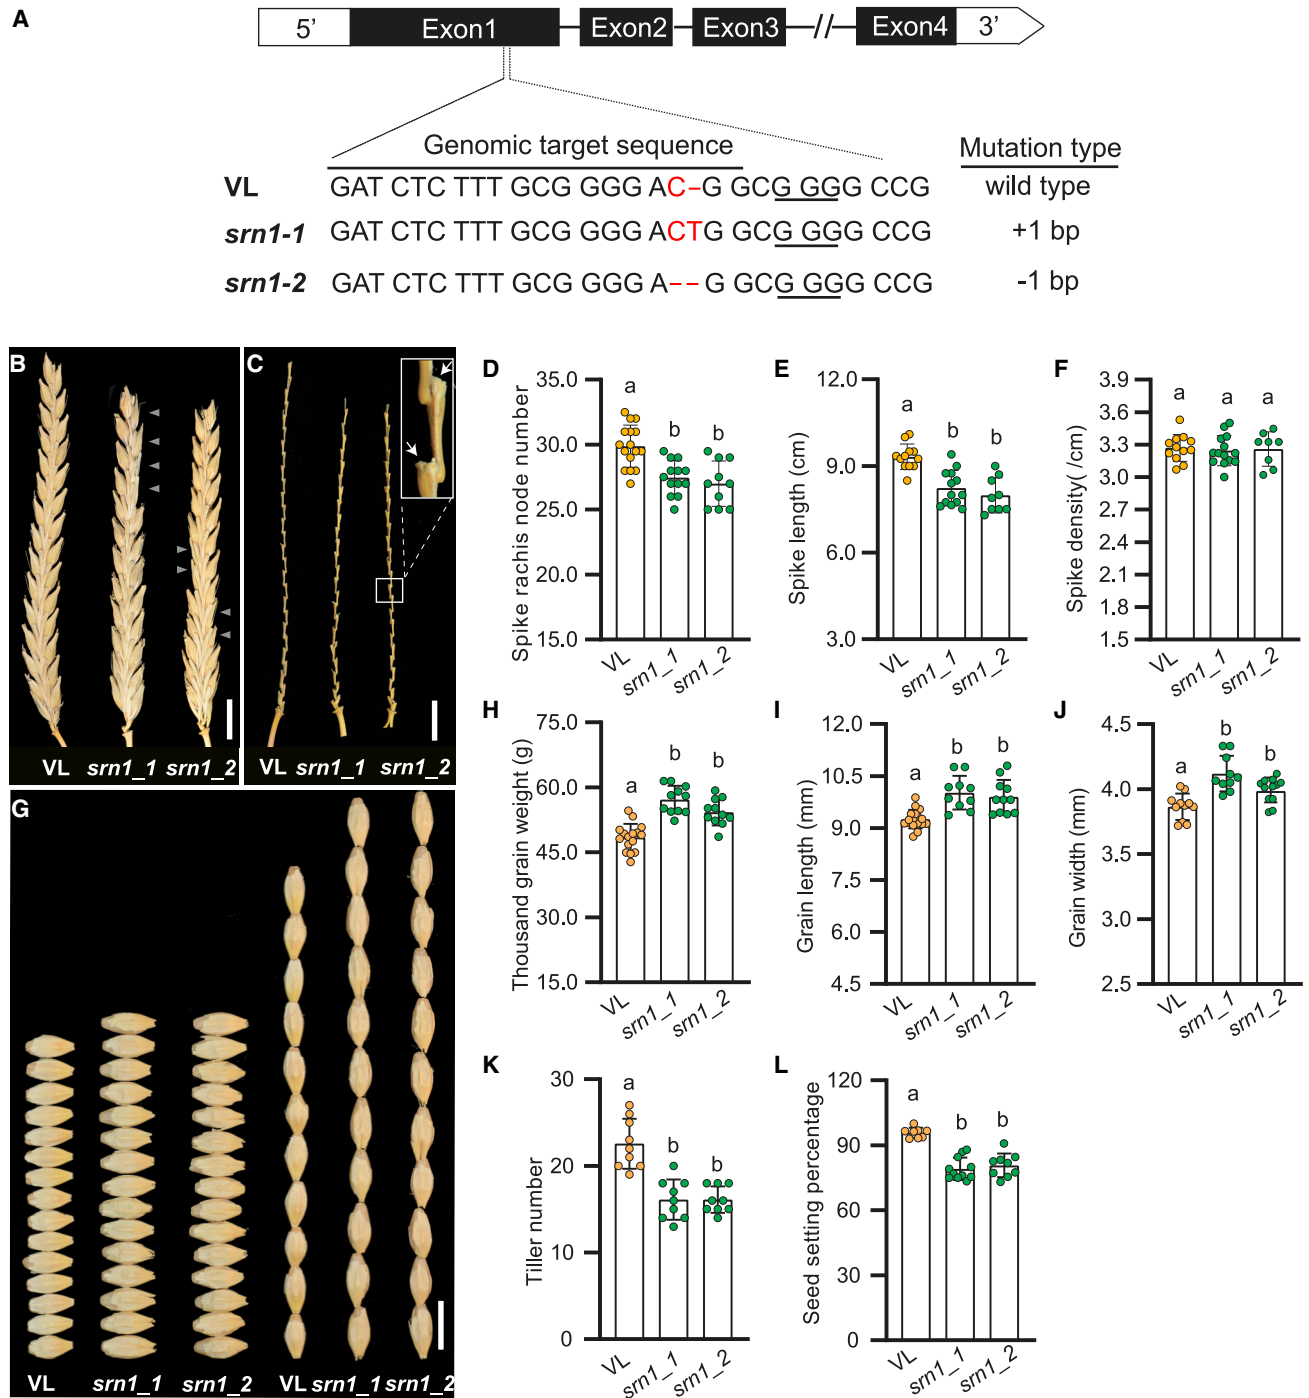 A
5’ Exon1 Exon2 Exon3 // Exon4 3’
Genomic target sequence
Mutation type
VL GAT CTC TTT GCG GGG AC–G GCG GGG CCG wild type
srn1-1 GAT CTC TTT GCG GGG ACTG GCG GGG CCG +1 bp
srn1-2 GAT CTC TTT GCG GGG A–– G GCG GGG CCG -1 bp
B
VL srn1_1 srn1_2
C
VL srn1_1 srn1_2
D
Spike rachis node number
35.0
30.0
25.0
20.0
15.0
a b b
VL srn1_1 srn1_2
E
Spike length (cm)
12.0
9.0
6.0
3.0
a b b
VL srn1_1 srn1_2
F
Spike density( /cm)
3.9
3.6
3.3
3.0
2.7
2.4
2.1
1.8
1.5
a a a
VL srn1_1 srn1_2
G
VL srn1_1 srn1_2 VL srn1_1 srn1_2
H
Thousand grain weight (g)
75.0
60.0
45.0
30.0
15.0
a b b
VL srn1_1 srn1_2
I
Grain length (mm)
12.0
10.5
9.0
7.5
6.0
4.5
a b b
VL srn1_1 srn1_2
J
Grain width (mm)
4.5
4.0
3.5
3.0
2.5
a b b
VL srn1_1 srn1_2
K
Tiller number
30
20
10
0
a b b
VL srn1_1 srn1_2
L
Seed setting percentage
120
90
60
30
0
a b b
VL srn1_1 srn1_2